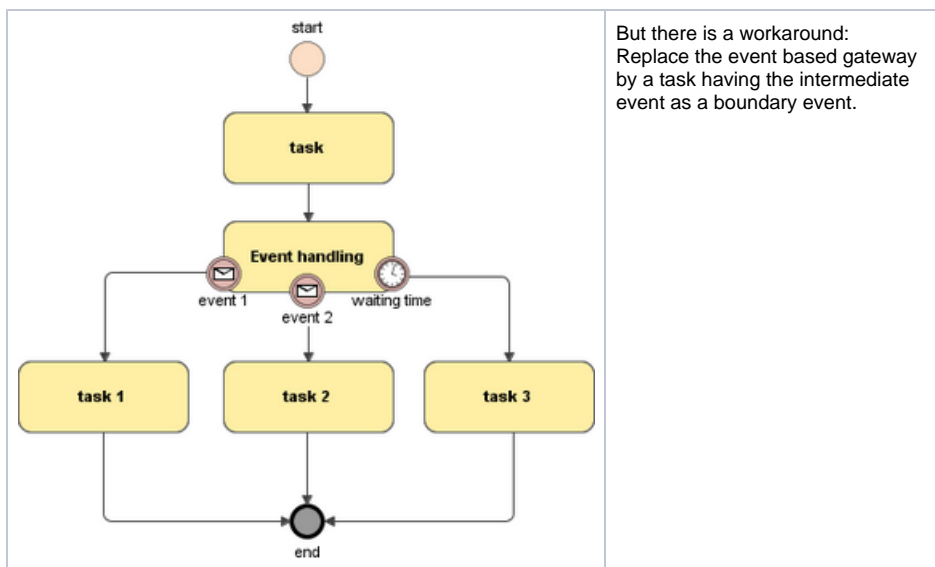 start
task
Event handling
event 1
event 2
waiting time
task 1
task 2
task 3
end
But there is a workaround:
Replace the event based gateway
by a task having the intermediate
event as a boundary event.